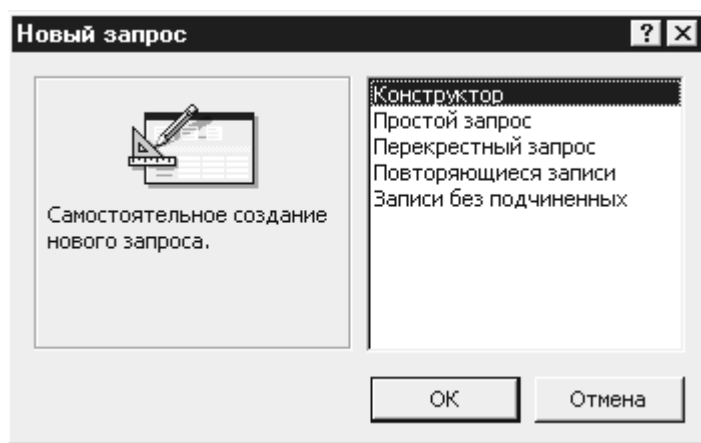 Новый запрос
Самостоятельное создание
нового запроса.
Конструктор
Простой запрос
Перекрестный запрос
Повторяющиеся записи
Записи без подчиненных
ОК
Отмена